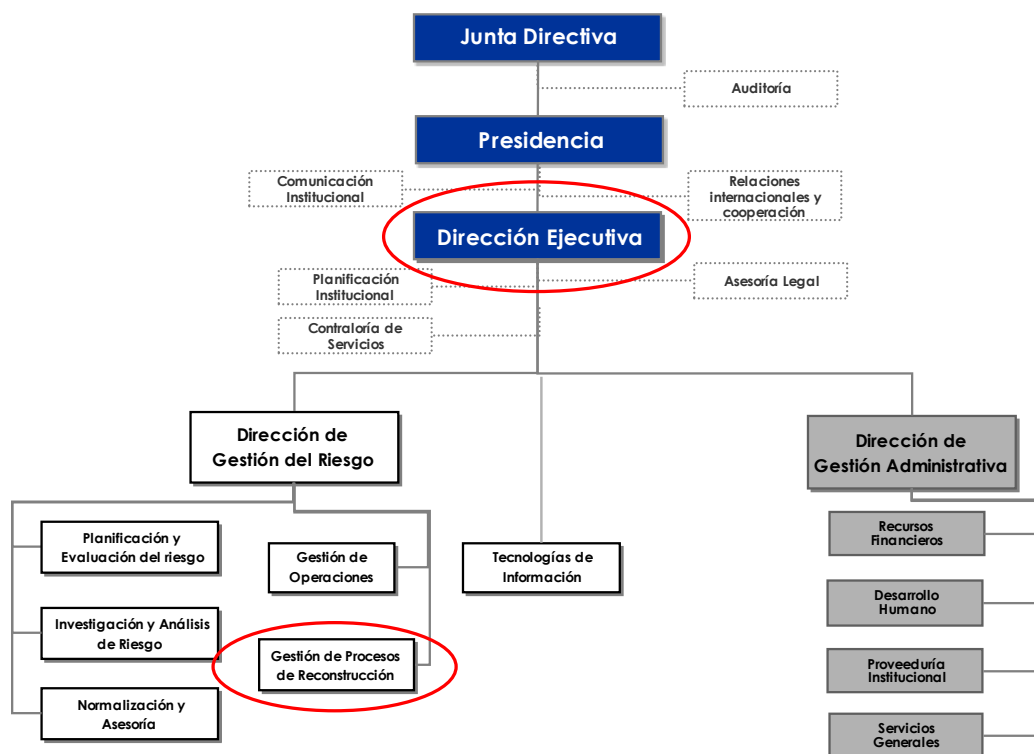 Junta Directiva
Auditoría
Presidencia
Comunicación
Institucional
Relaciones
internacionales y
cooperación
Dirección Ejecutiva
Planificación
Institucional
Asesoría Legal
Contraloría de
Servicios
Dirección de
Gestión del Riesgo
Dirección de
Gestión Administrativa
Planificación y
Evaluación del riesgo
Gestión de
Operaciones
Tecnologías de
Información
Recursos
Financieros
Desarrollo
Humano
Investigación y Análisis
de Riesgo
Gestión de Procesos
de Reconstrucción
Proveeduría
Institucional
Normalización y
Asesoría
Servicios
Generales